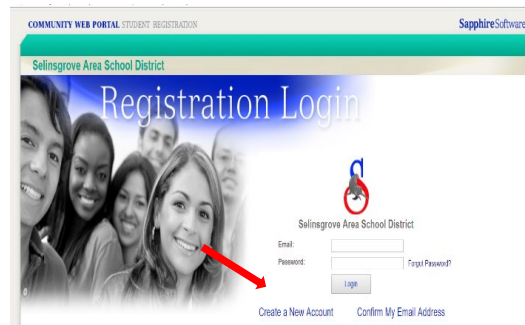 COMMUNITY WEB PORTAL STUDENT REGISTRATION
SapphireSoftware
Selinsgrove Area School District
Registration Login
S
Selinsgrove Area School District
Email:
Password:
Forgot Password?
Login
Create a New Account
Confirm My Email Address